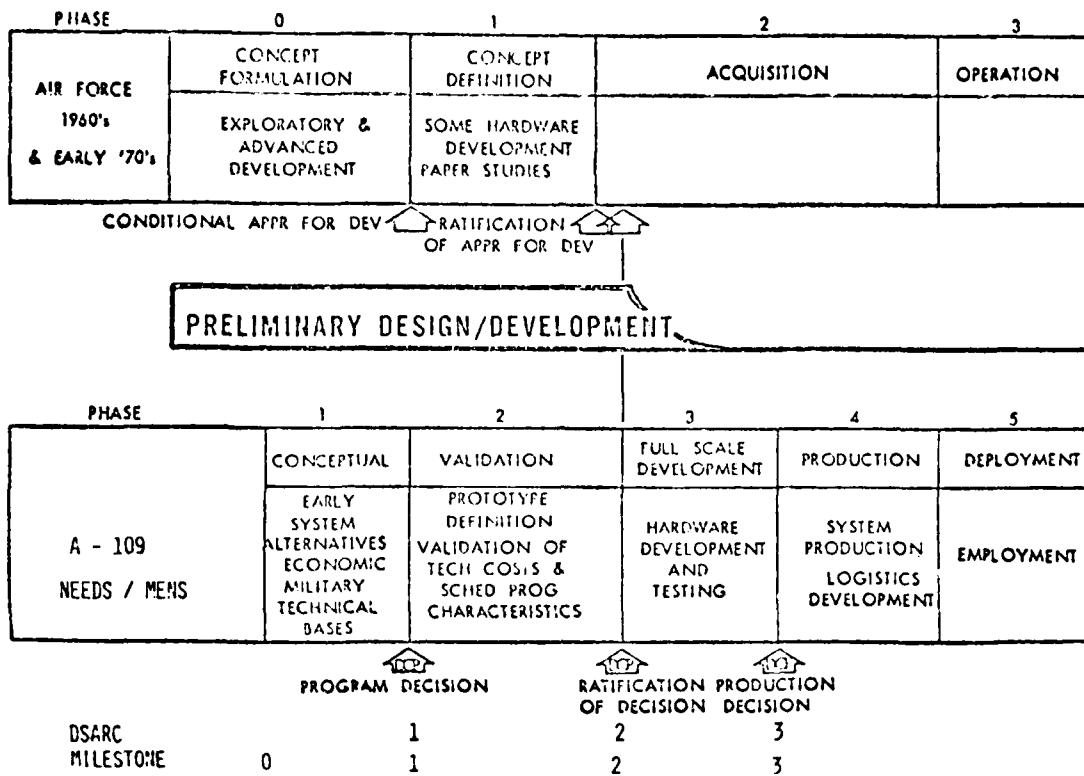 PHASE 0 1 2 3
AIR FORCE
1960's
& EARLY '70's
CONCEPT
FORMULATION
CONCEPT
DEFINITION
ACQUISITION
OPERATION
EXPLORATORY &
ADVANCED
DEVELOPMENT
SOME HARDWARE
DEVELOPMENT
PAPER STUDIES
CONDITIONAL APPR FOR DEV
RATIFICATION
OF APPR FOR DEV
PRELIMINARY DESIGN/DEVELOPMENT
PHASE 1 2 3 4 5
A - 109
NEEDS / MENS
CONCEPTUAL
VALIDATION
FULL SCALE
DEVELOPMENT
PRODUCTION
DEPLOYMENT
EARLY
SYSTEM
ALTERNATIVES
ECONOMIC
MILITARY
TECHNICAL
BASES
PROTOTYPE
DEFINITION
VALIDATION OF
TECH COSTS &
SCHED PROG
CHARACTERISTICS
HARDWARE
DEVELOPMENT
AND
TESTING
SYSTEM
PRODUCTION
LOGISTICS
DEVELOPMENT
EMPLOYMENT
DCP
PROGRAM DECISION
DCP
RATIFICATION
OF DECISION
PRODUCTION
DECISION
DSARC 1 2 3
MILESTONE 0 1 2 3